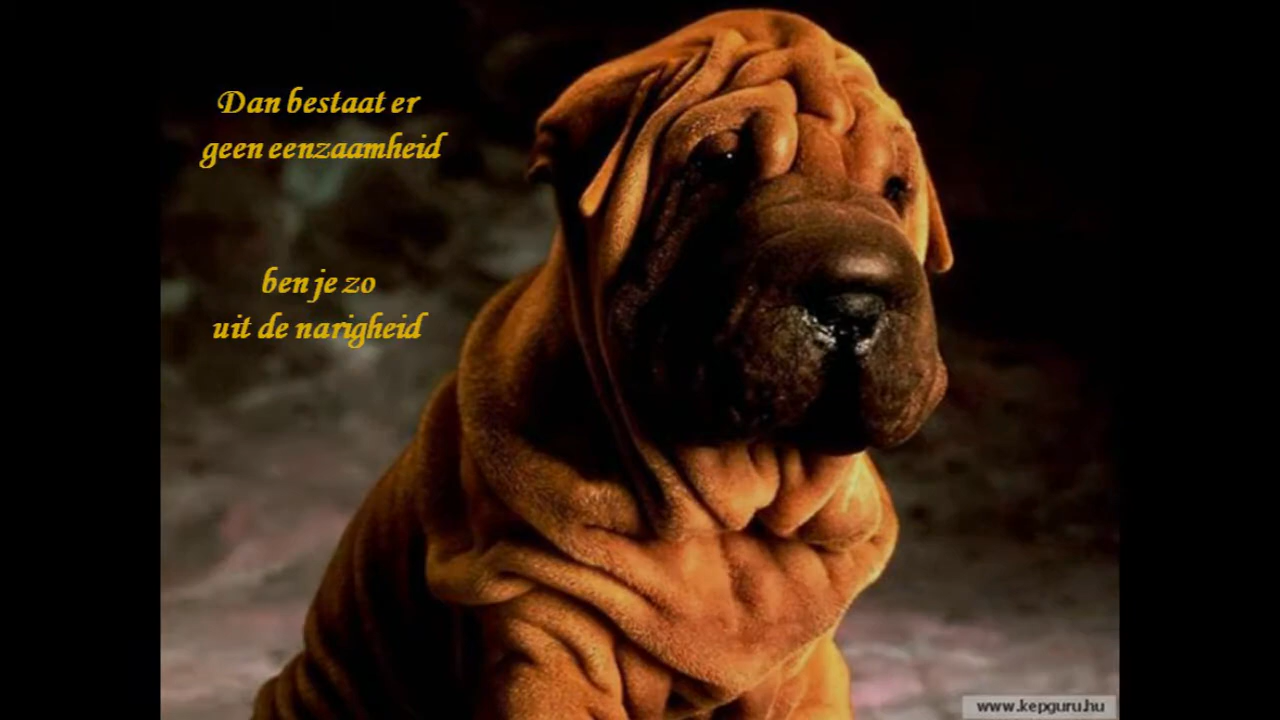 Dan bestaat er
geen eenzaamheid
ben je zo
uit de narigheid
www.kepguru.hu